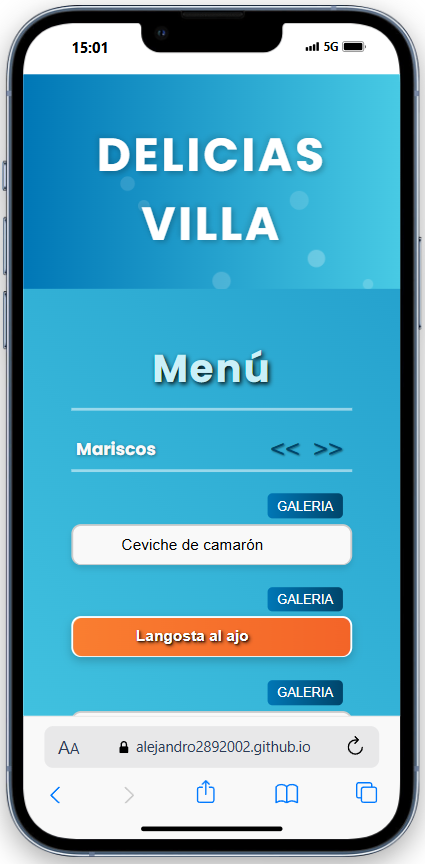 15:01
5G
DELICIAS
VILLA
Menú
Mariscos << >>
GALERIA
Ceviche de camarón
GALERIA
Langosta al ajo
GALERIA
AA alejandro2892002.github.io